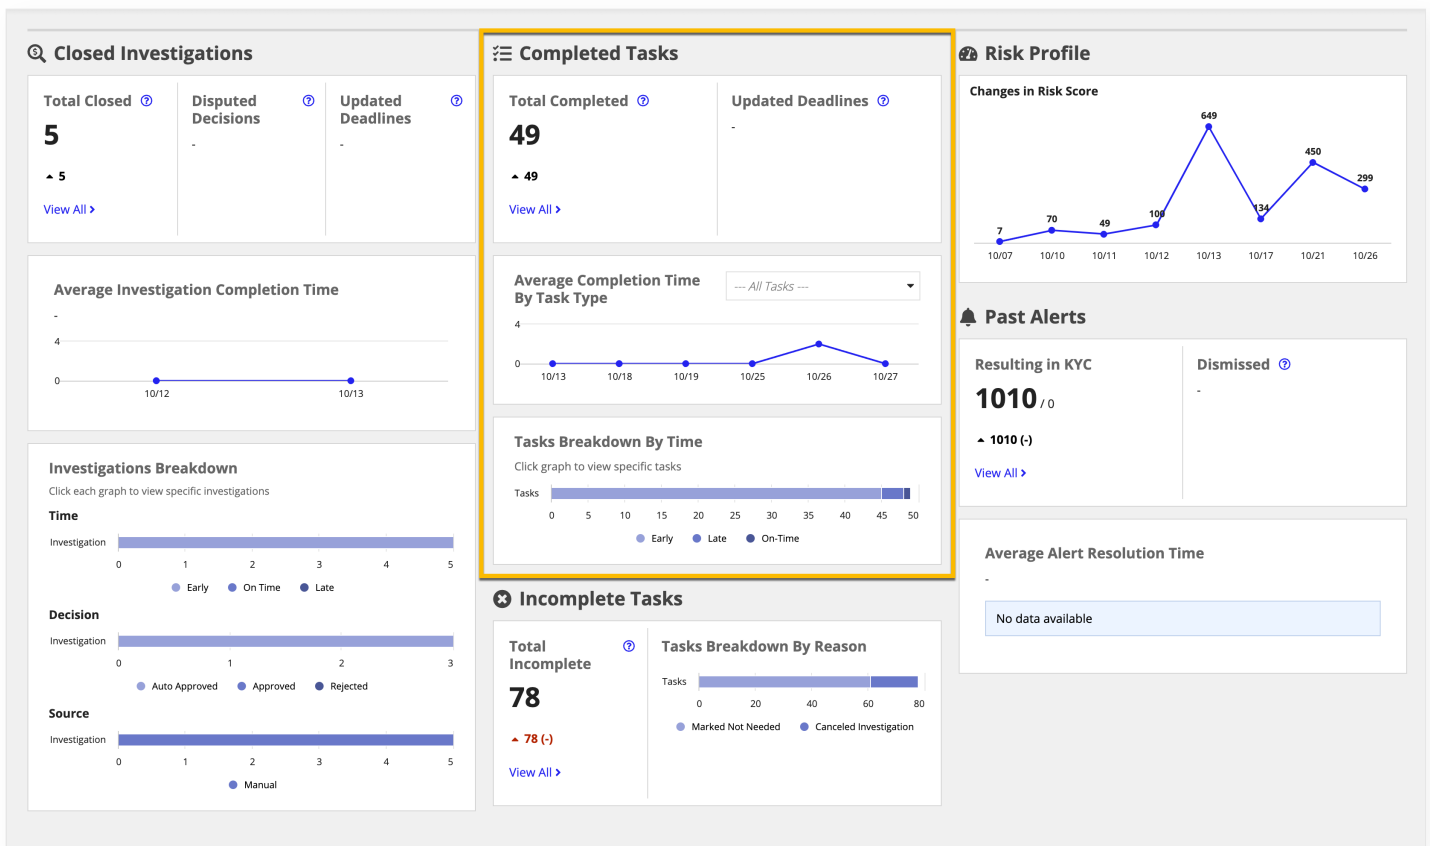 Closed Investigations
Total Closed
5
5
View All
Disputed
Decisions
-
Updated
Deadlines
-
Average Investigation Completion Time
-
4
0
10/12 10/13
Investigations Breakdown
Click each graph to view specific investigations
Time
Investigation
0 1 2 3 4 5
Early On Time Late
Decision
Investigation
0 1 2 3
Auto Approved Approved Rejected
Source
Investigation
0 1 2 3 4 5
Manual
Completed Tasks
Total Completed
49
49
View All
Updated Deadlines
-
Average Completion Time
By Task Type
--- All Tasks ---
4
0
10/13 10/18 10/19 10/25 10/26 10/27
Tasks Breakdown By Time
Click graph to view specific tasks
Tasks
0 5 10 15 20 25 30 35 40 45 50
Early Late On-Time
Incomplete Tasks
Total
Incomplete
78
78 (-)
View All
Tasks Breakdown By Reason
Tasks
0 20 40 60 80
Marked Not Needed Canceled Investigation
Risk Profile
Changes in Risk Score
7 70 49 100 649 134 450 299
10/07 10/10 10/11 10/12 10/13 10/17 10/21 10/26
Past Alerts
Resulting in KYC
1010 / 0
1010 (-)
View All
Dismissed
-
Average Alert Resolution Time
-
No data available